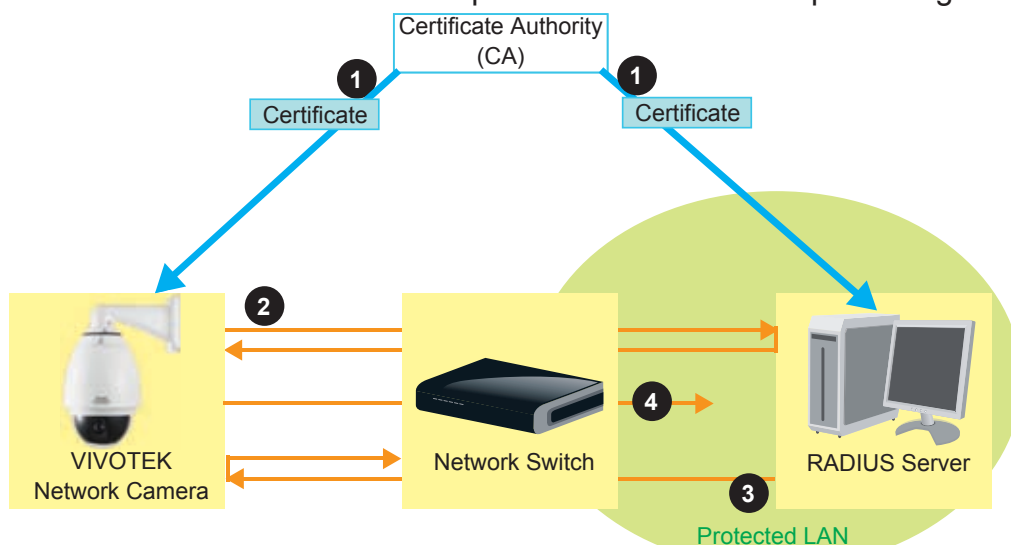 Certificate Authority
(CA)
1
1
Certificate
Certificate
2
4
VIVOTEK
Network Camera
Network Switch
RADIUS Server
3
Protected LAN